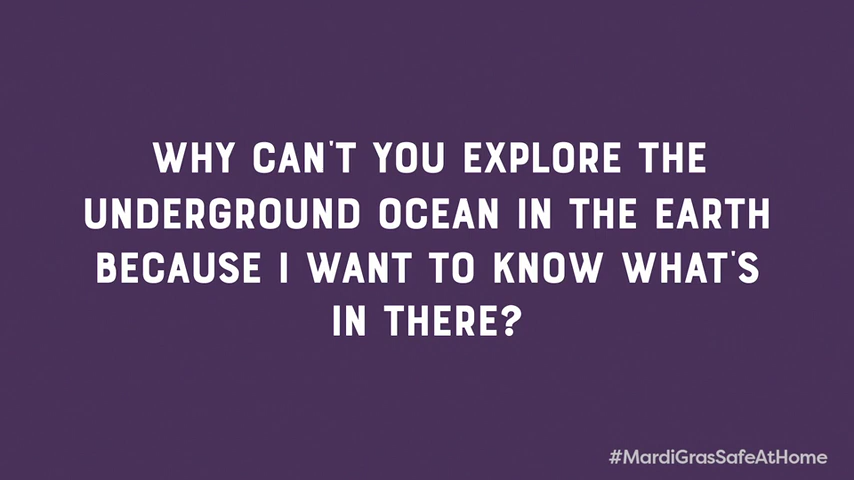 WHY CAN'T YOU EXPLORE THE
UNDERGROUND OCEAN IN THE EARTH
BECAUSE I WANT TO KNOW WHAT'S
IN THERE?
#MardiGrasSafeAtHome